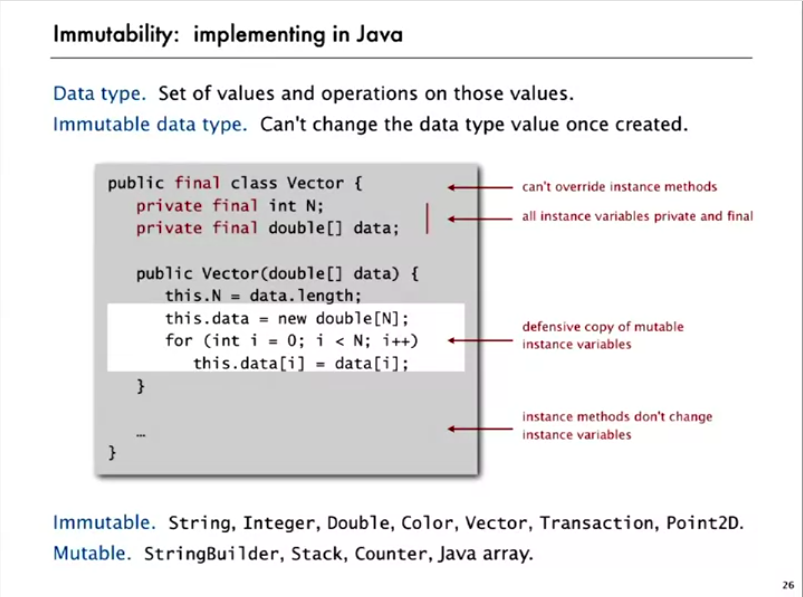 Immutability: implementing in Java
Data type. Set of values and operations on those values.
Immutable data type. Can't change the data type value once created.
public final class Vector {
private final int N;
private final double[] data;
public Vector(double[] data) {
this.N = data.length;
this.data = new double[N];
for (int i = 0; i < N; i++)
this.data[i] = data[i];
}
…
}
can't override instance methods
all instance variables private and final
defensive copy of mutable
instance variables
instance methods don't change
instance variables
Immutable. String, Integer, Double, Color, Vector, Transaction, Point2D.
Mutable. StringBuilder, Stack, Counter, Java array.
26